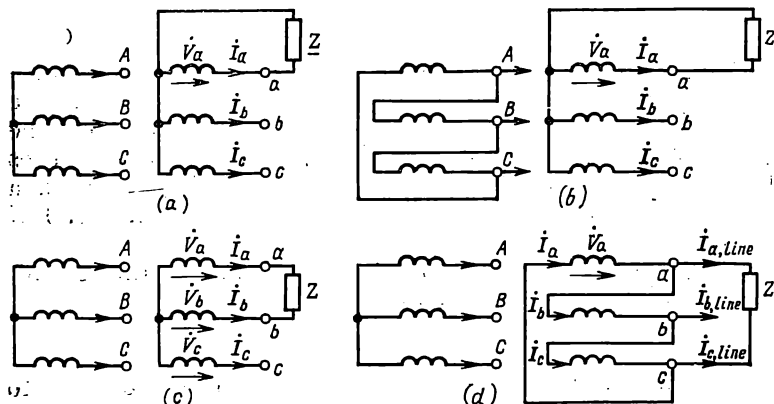 A
B
C
V̇a İa a Z
İb b
İc c
(a)
A
B
C
V̇a İa a Z
İb b
İc c
(b)
A
B
C
V̇a İa a Z
V̇b İb b
V̇c İc c
(c)
A
B
C
İa V̇a a İa,line Z
İb b İb,line
İc c İc,line
(d)